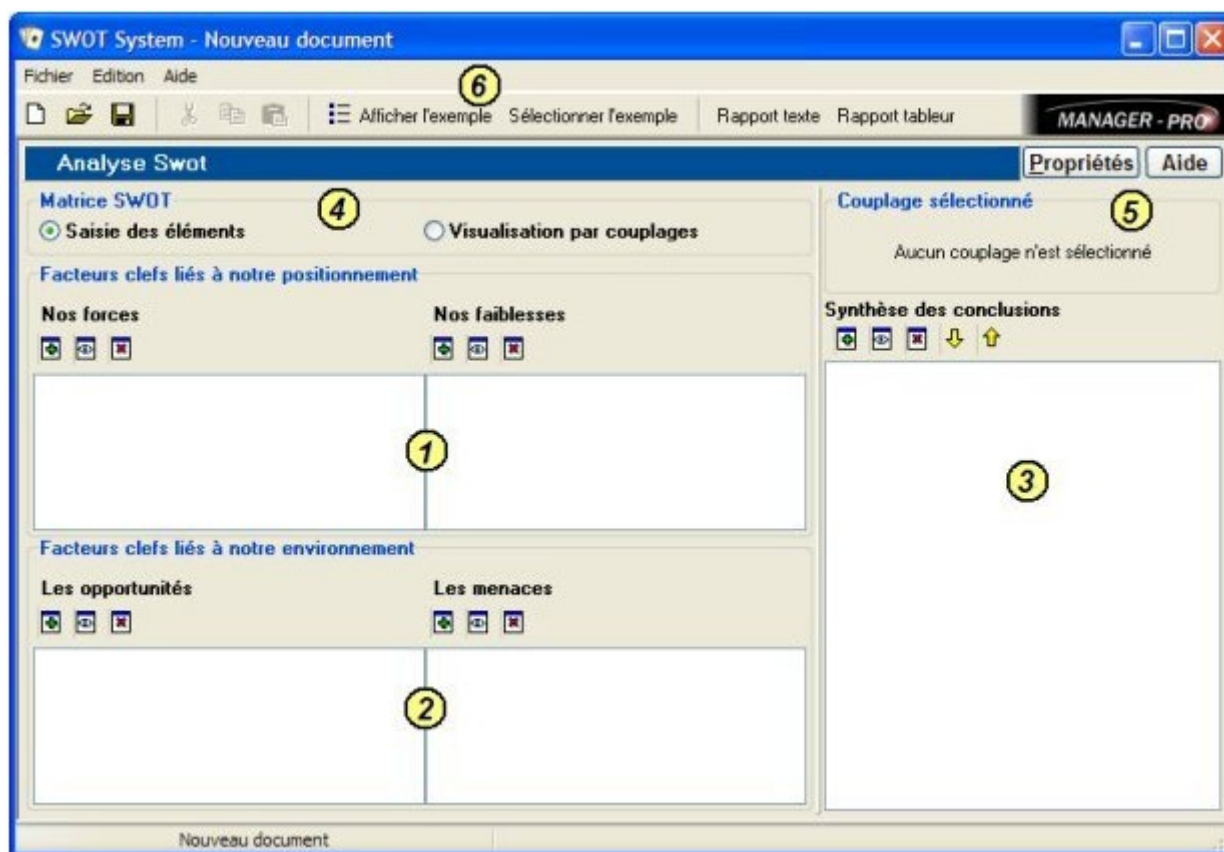 SWOT System - Nouveau document
Fichier Edition Aide
6
Afficher l'exemple Sélectionner l'exemple Rapport texte Rapport tableur MANAGER - PRO
Analyse Swot Propriétés Aide
Matrice SWOT 4 Couplage sélectionné 5
Saisie des éléments Visualisation par couplages
Aucun couplage n'est sélectionné
Facteurs clefs liés à notre positionnement
Nos forces Nos faiblesses Synthèse des conclusions
1
3
Facteurs clefs liés à notre environnement
Les opportunités Les menaces
2
Nouveau document